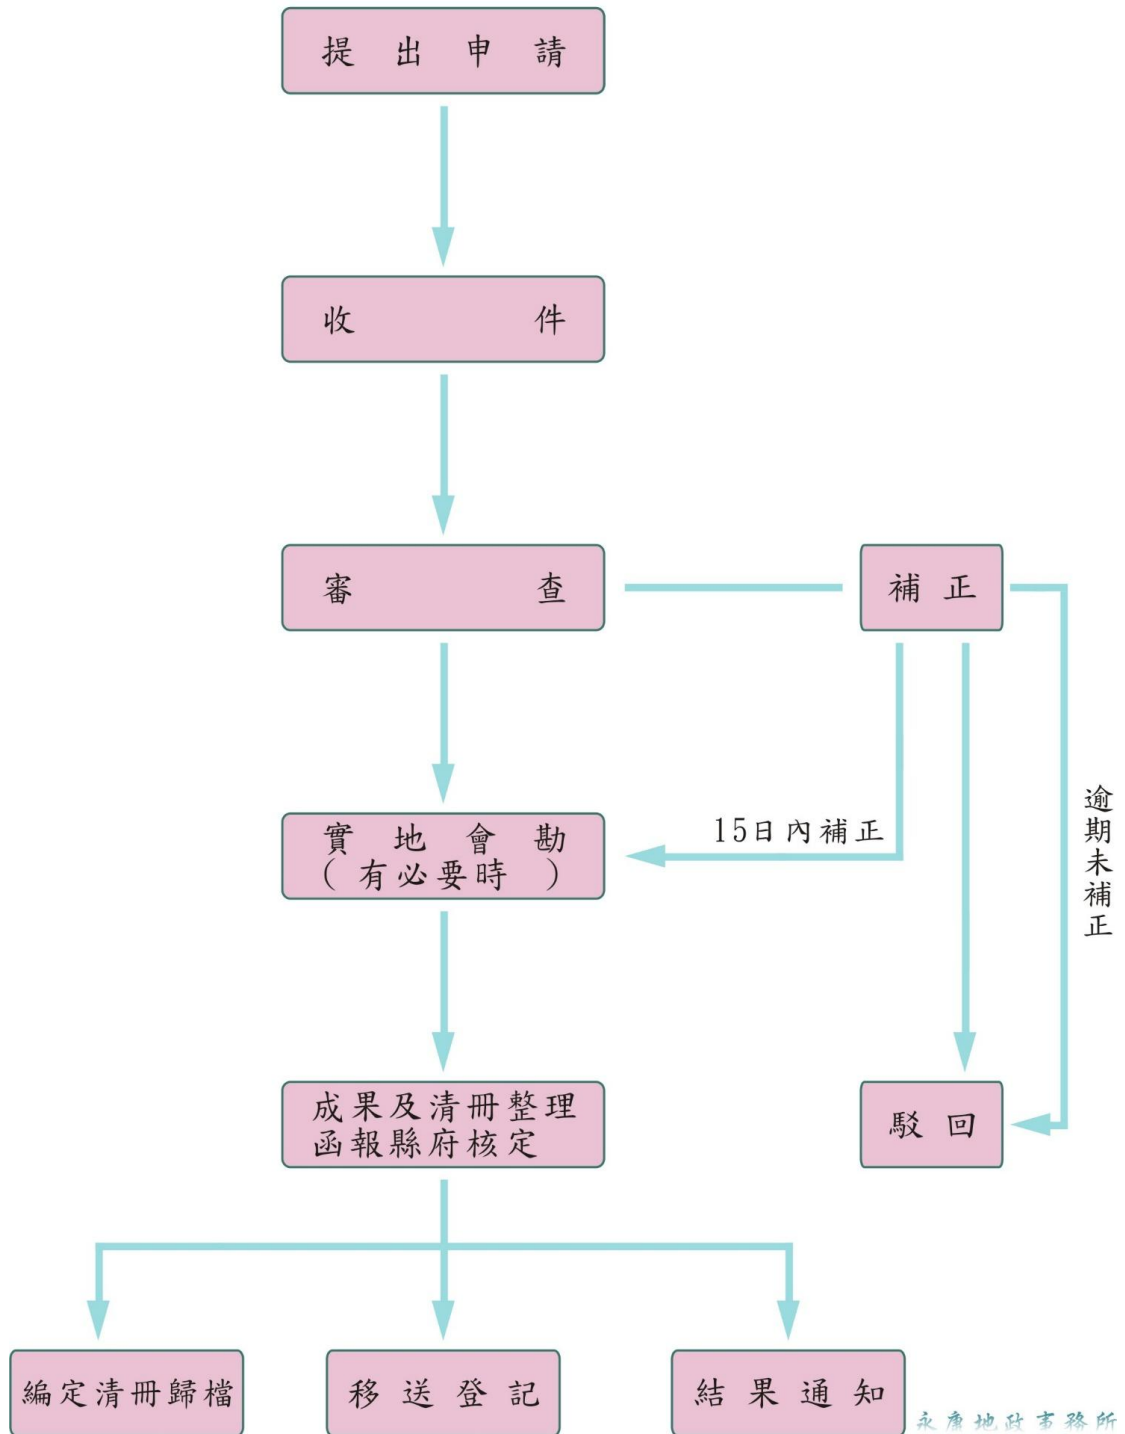 提出申請
收件
審查
補正
實地會勘
(有必要時)
15日內補正
逾期未補正
成果及清冊整理
函報縣府核定
駁回
編定清冊歸檔
移送登記
結果通知
永康地政事務所